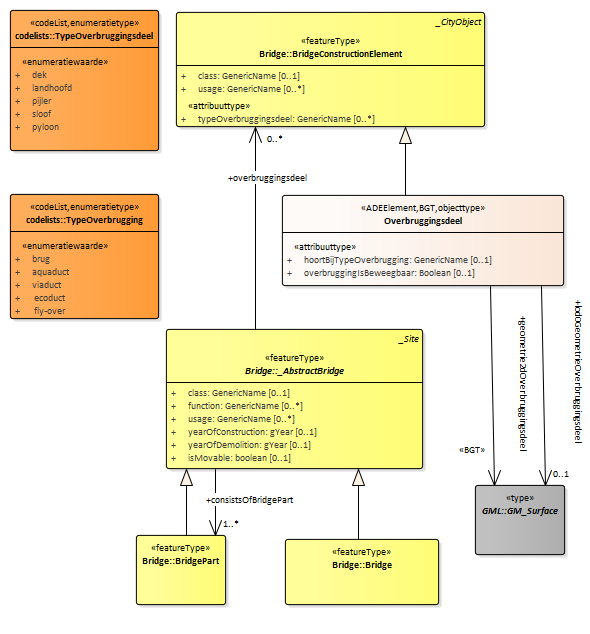 «codeList,enumeratietype»
codelists::TypeOverbruggingsdeel
«enumeratiewaarde»
+ dek
+ landhoofd
+ pijler
+ sloof
+ pyloon
_CityObject
«featureType»
Bridge::BridgeConstructionElement
+ class: GenericName [0..1]
+ usage: GenericName [0..*]
«attribuuttype»
+ typeOverbruggingsdeel: GenericName [0..*]
0..*
+overbruggingsdeel
«codeList,enumeratietype»
codelists::TypeOverbrugging
«enumeratiewaarde»
+ brug
+ aquaduct
+ viaduct
+ ecoduct
+ fly-over
«ADEElement,BGT,objecttype»
Overbruggingsdeel
«attribuuttype»
+ hoortBijTypeOverbrugging: GenericName [0..1]
+ overbruggingIsBeweegbaar: Boolean [0..1]
_Site
«featureType»
Bridge::_AbstractBridge
+ class: GenericName [0..1]
+ function: GenericName [0..*]
+ usage: GenericName [0..*]
+ yearOfConstruction: gYear [0..1]
+ yearOfDemolition: gYear [0..1]
+ isMovable: boolean [0..1]
+geometrie2dOverbruggingsdeel
+lod0GeometrieOverbruggingsdeel
«BGT»
0..1
«type»
GML::GM_Surface
+consistsOfBridgePart
1..*
«featureType»
Bridge::BridgePart
«featureType»
Bridge::Bridge